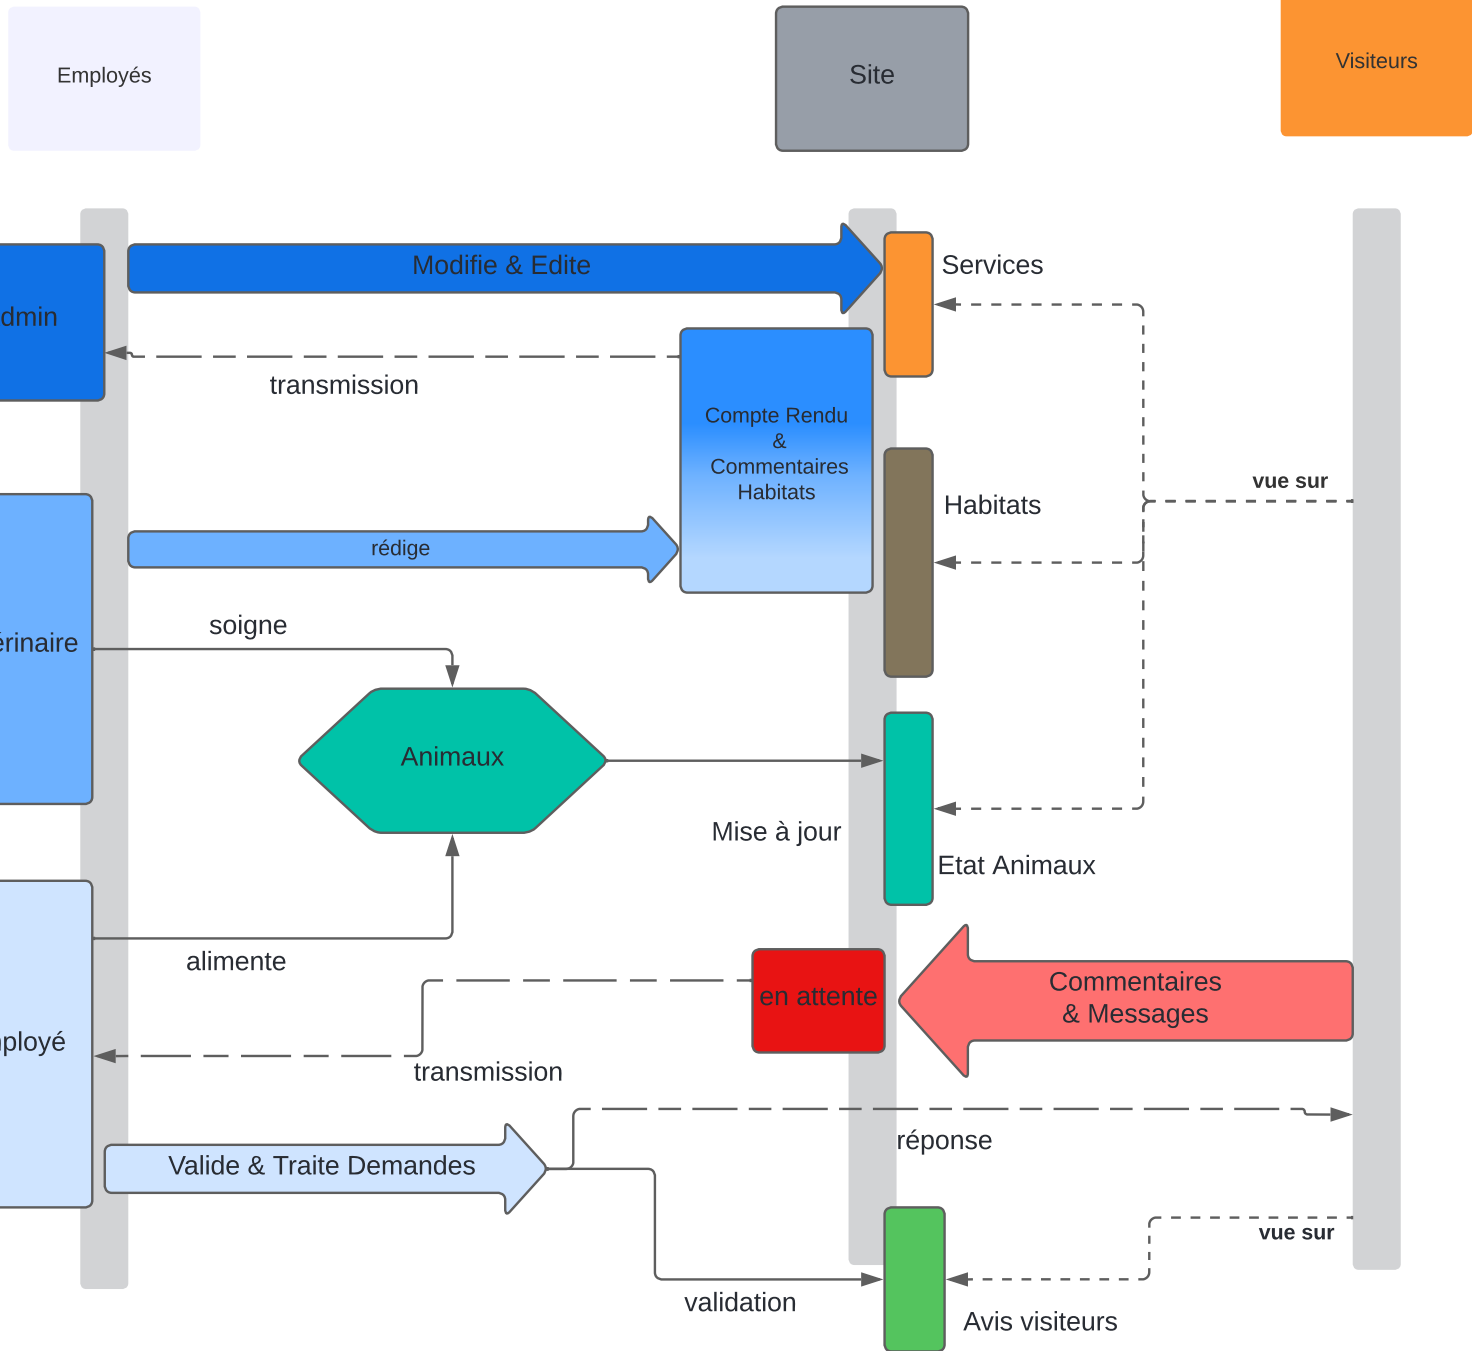 Employés
Site
Visiteurs
Modifie & Edite
Services
dmin
transmission
Compte Rendu
&
Commentaires
Habitats
vue sur
Habitats
rédige
soigne
érinaire
Animaux
Mise à jour
Etat Animaux
alimente
en attente
Commentaires
& Messages
ployé
transmission
réponse
Valide & Traite Demandes
vue sur
validation
Avis visiteurs